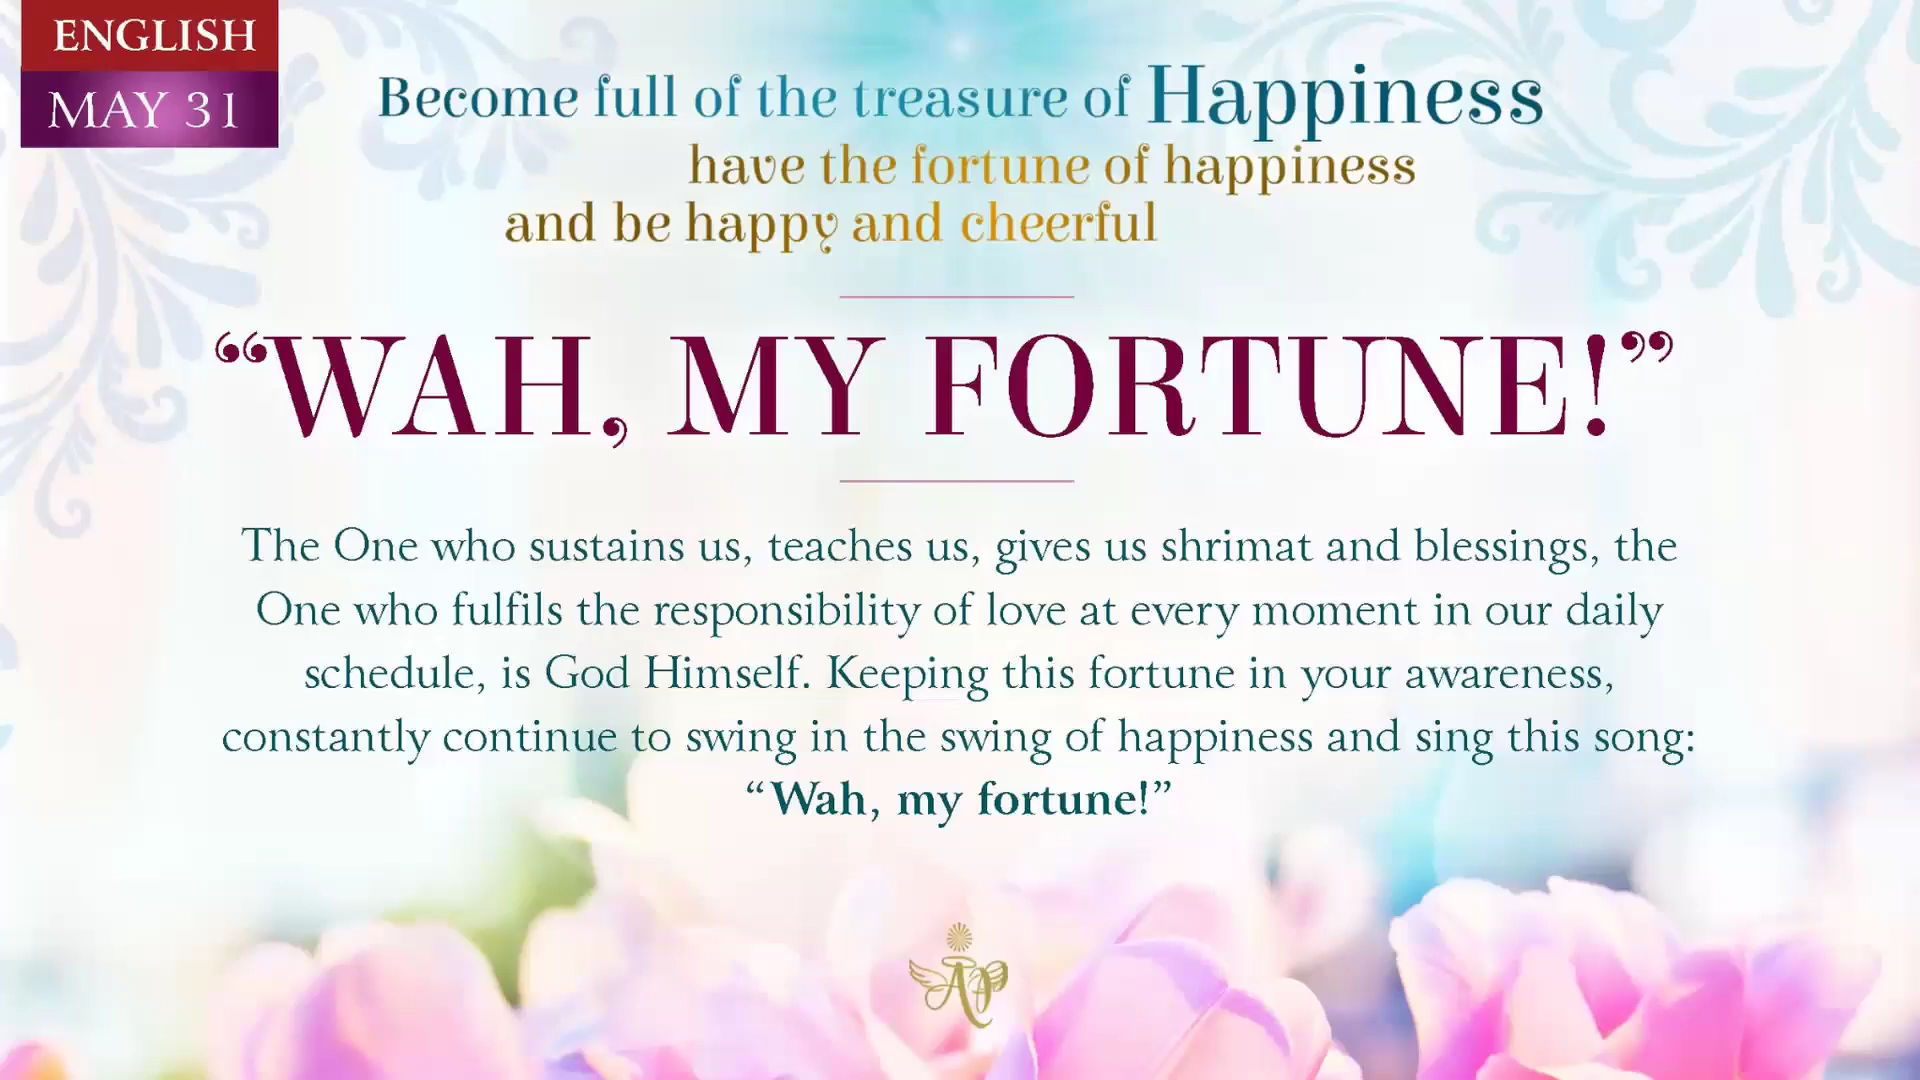 ENGLISH
MAY 31
Become full of the treasure of Happiness
have the fortune of happiness
and be happy and cheerful
“WAH, MY FORTUNE!”
The One who sustains us, teaches us, gives us shrimat and blessings, the
One who fulfils the responsibility of love at every moment in our daily
schedule, is God Himself. Keeping this fortune in your awareness,
constantly continue to swing in the swing of happiness and sing this song:
“Wah, my fortune!”
AP